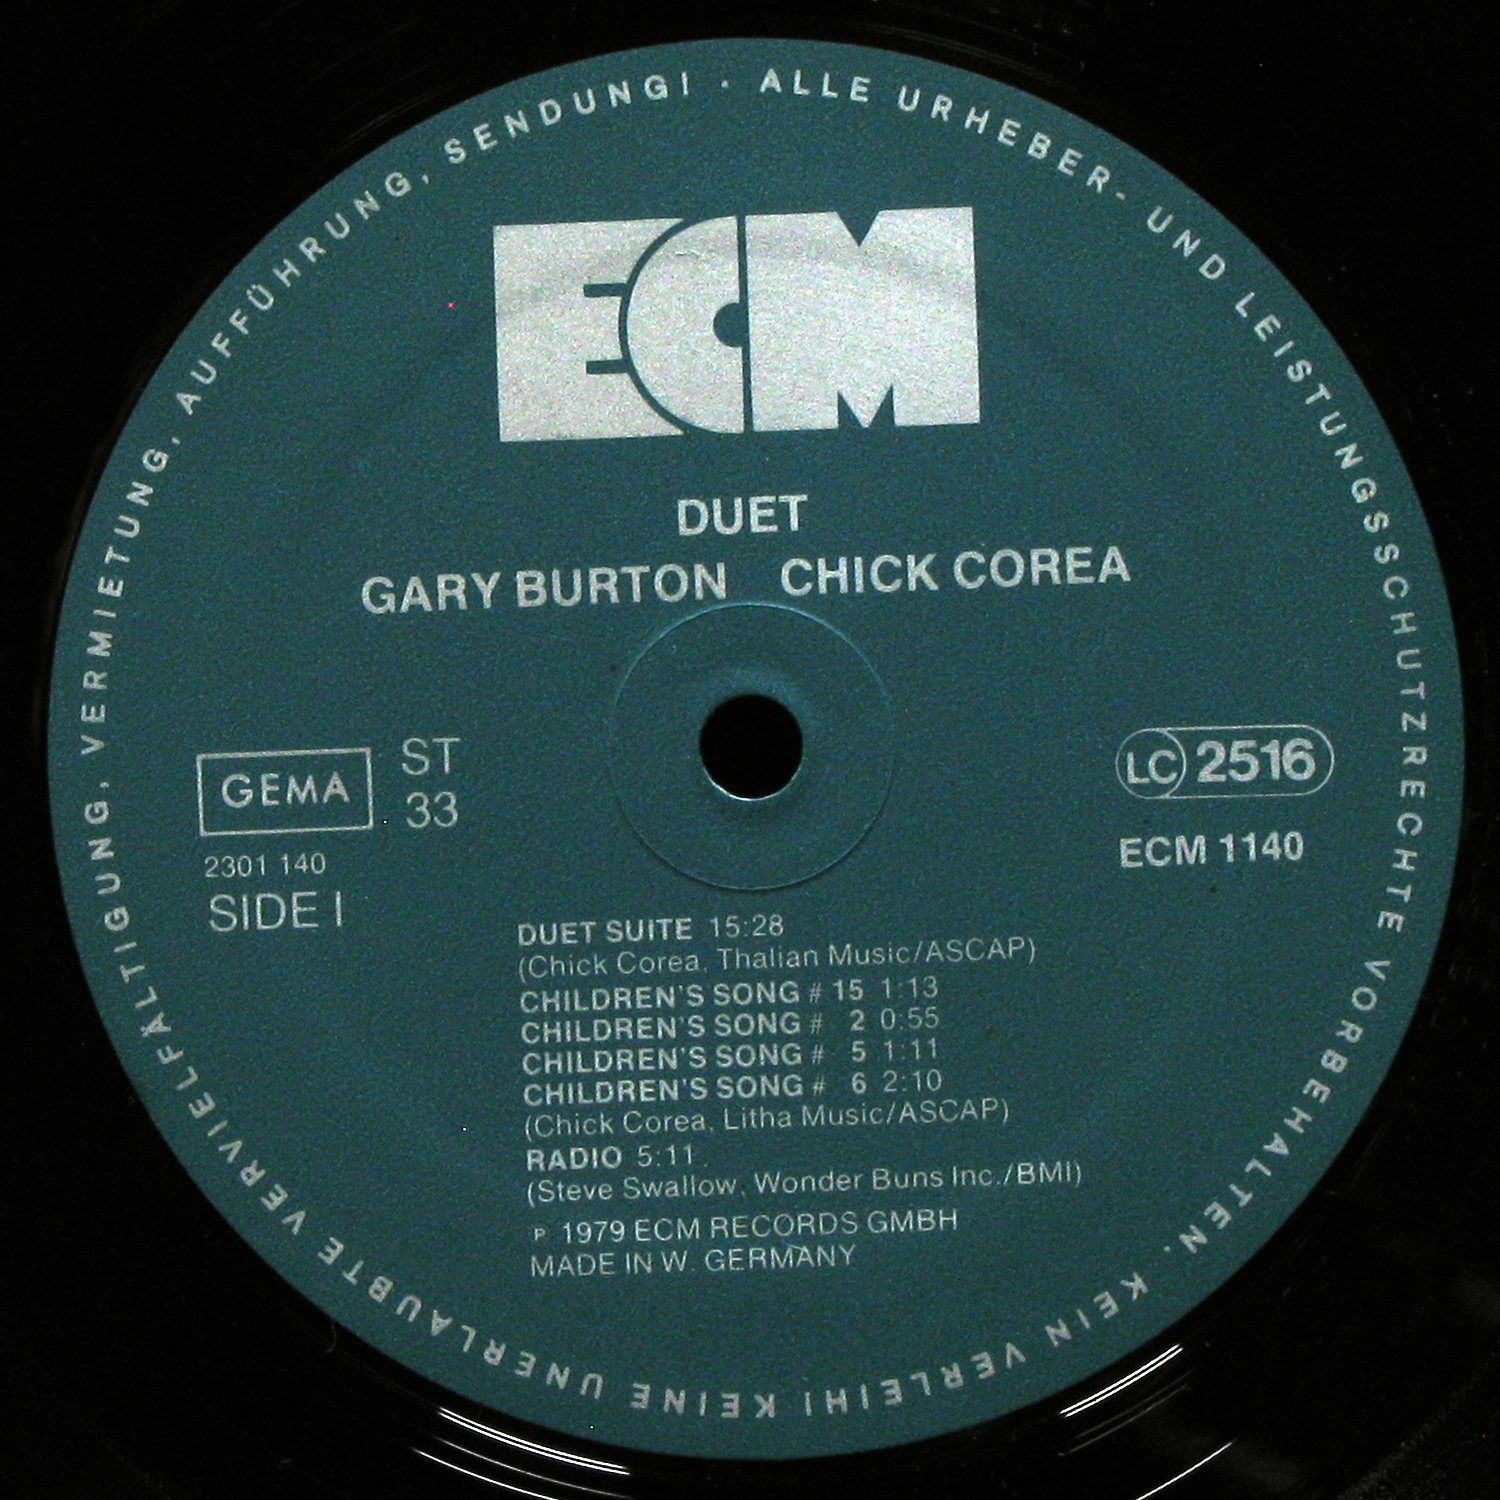 ALLE URHEBER- UND LEISTUNGSSCHUTZRECHTE VORBEHALTEN. KEIN VERLEIH! KEINE UNERLAUBTE VERVIELFÄLTIGUNG, VERMIETUNG, AUFFÜHRUNG, SENDUNG! ·
ECM
DUET
GARY BURTON CHICK COREA
GEMA
ST
33
2301 140
SIDE I
LC 2516
ECM 1140
DUET SUITE 15:28
(Chick Corea, Thalian Music/ASCAP)
CHILDREN'S SONG # 15 1:13
CHILDREN'S SONG # 2 0:55
CHILDREN'S SONG # 5 1:11
CHILDREN'S SONG # 6 2:10
(Chick Corea, Litha Music/ASCAP)
RADIO 5:11
(Steve Swallow, Wonder Buns Inc./BMI)
℗ 1979 ECM RECORDS GMBH
MADE IN W. GERMANY